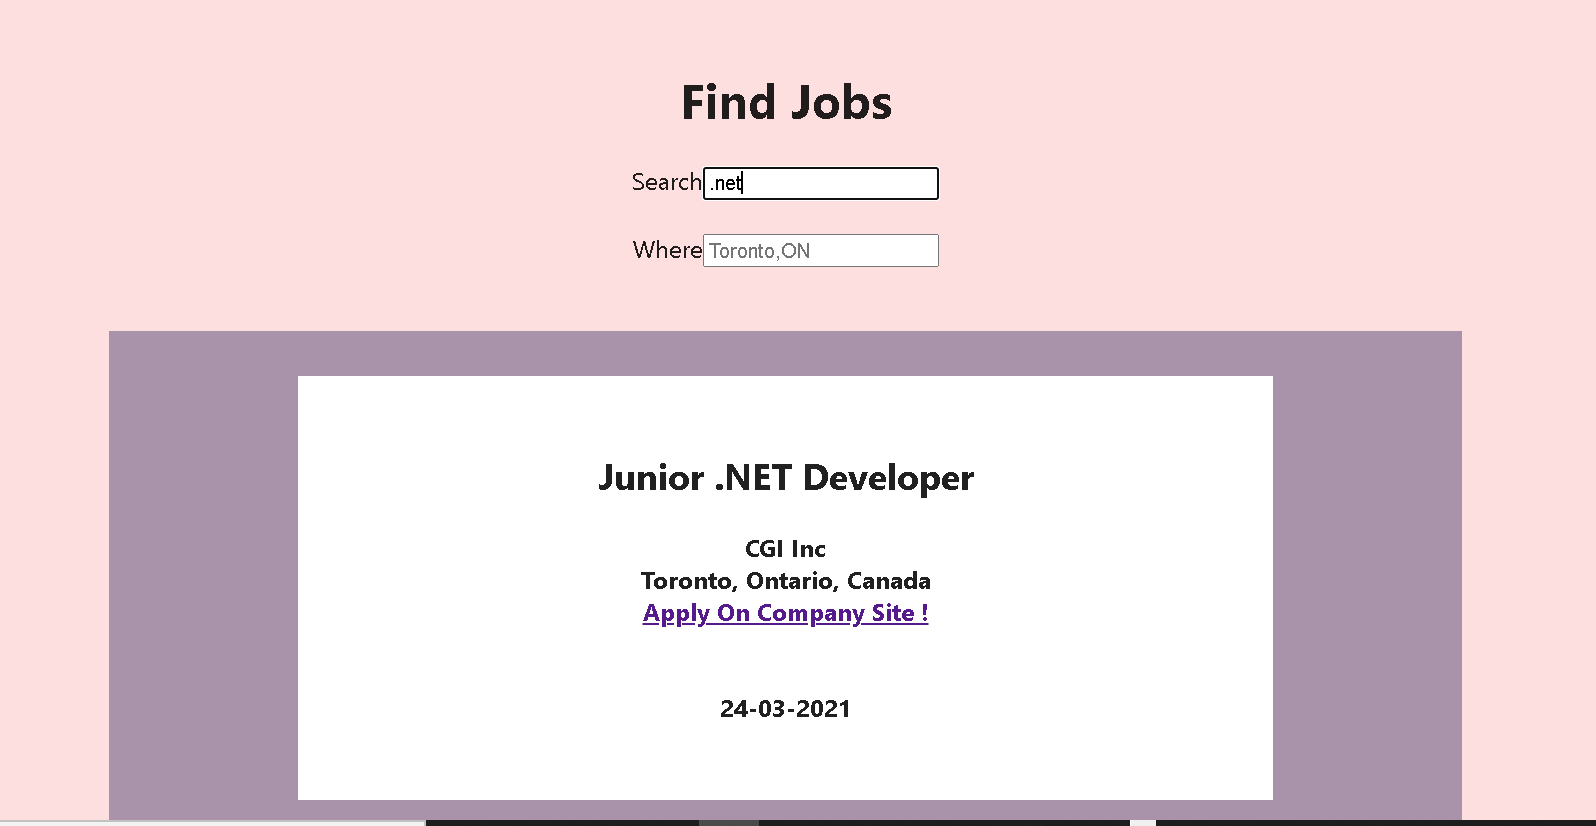 Find Jobs
Search .net
Where Toronto,ON
Junior .NET Developer
CGI Inc
Toronto, Ontario, Canada
Apply On Company Site !
24-03-2021